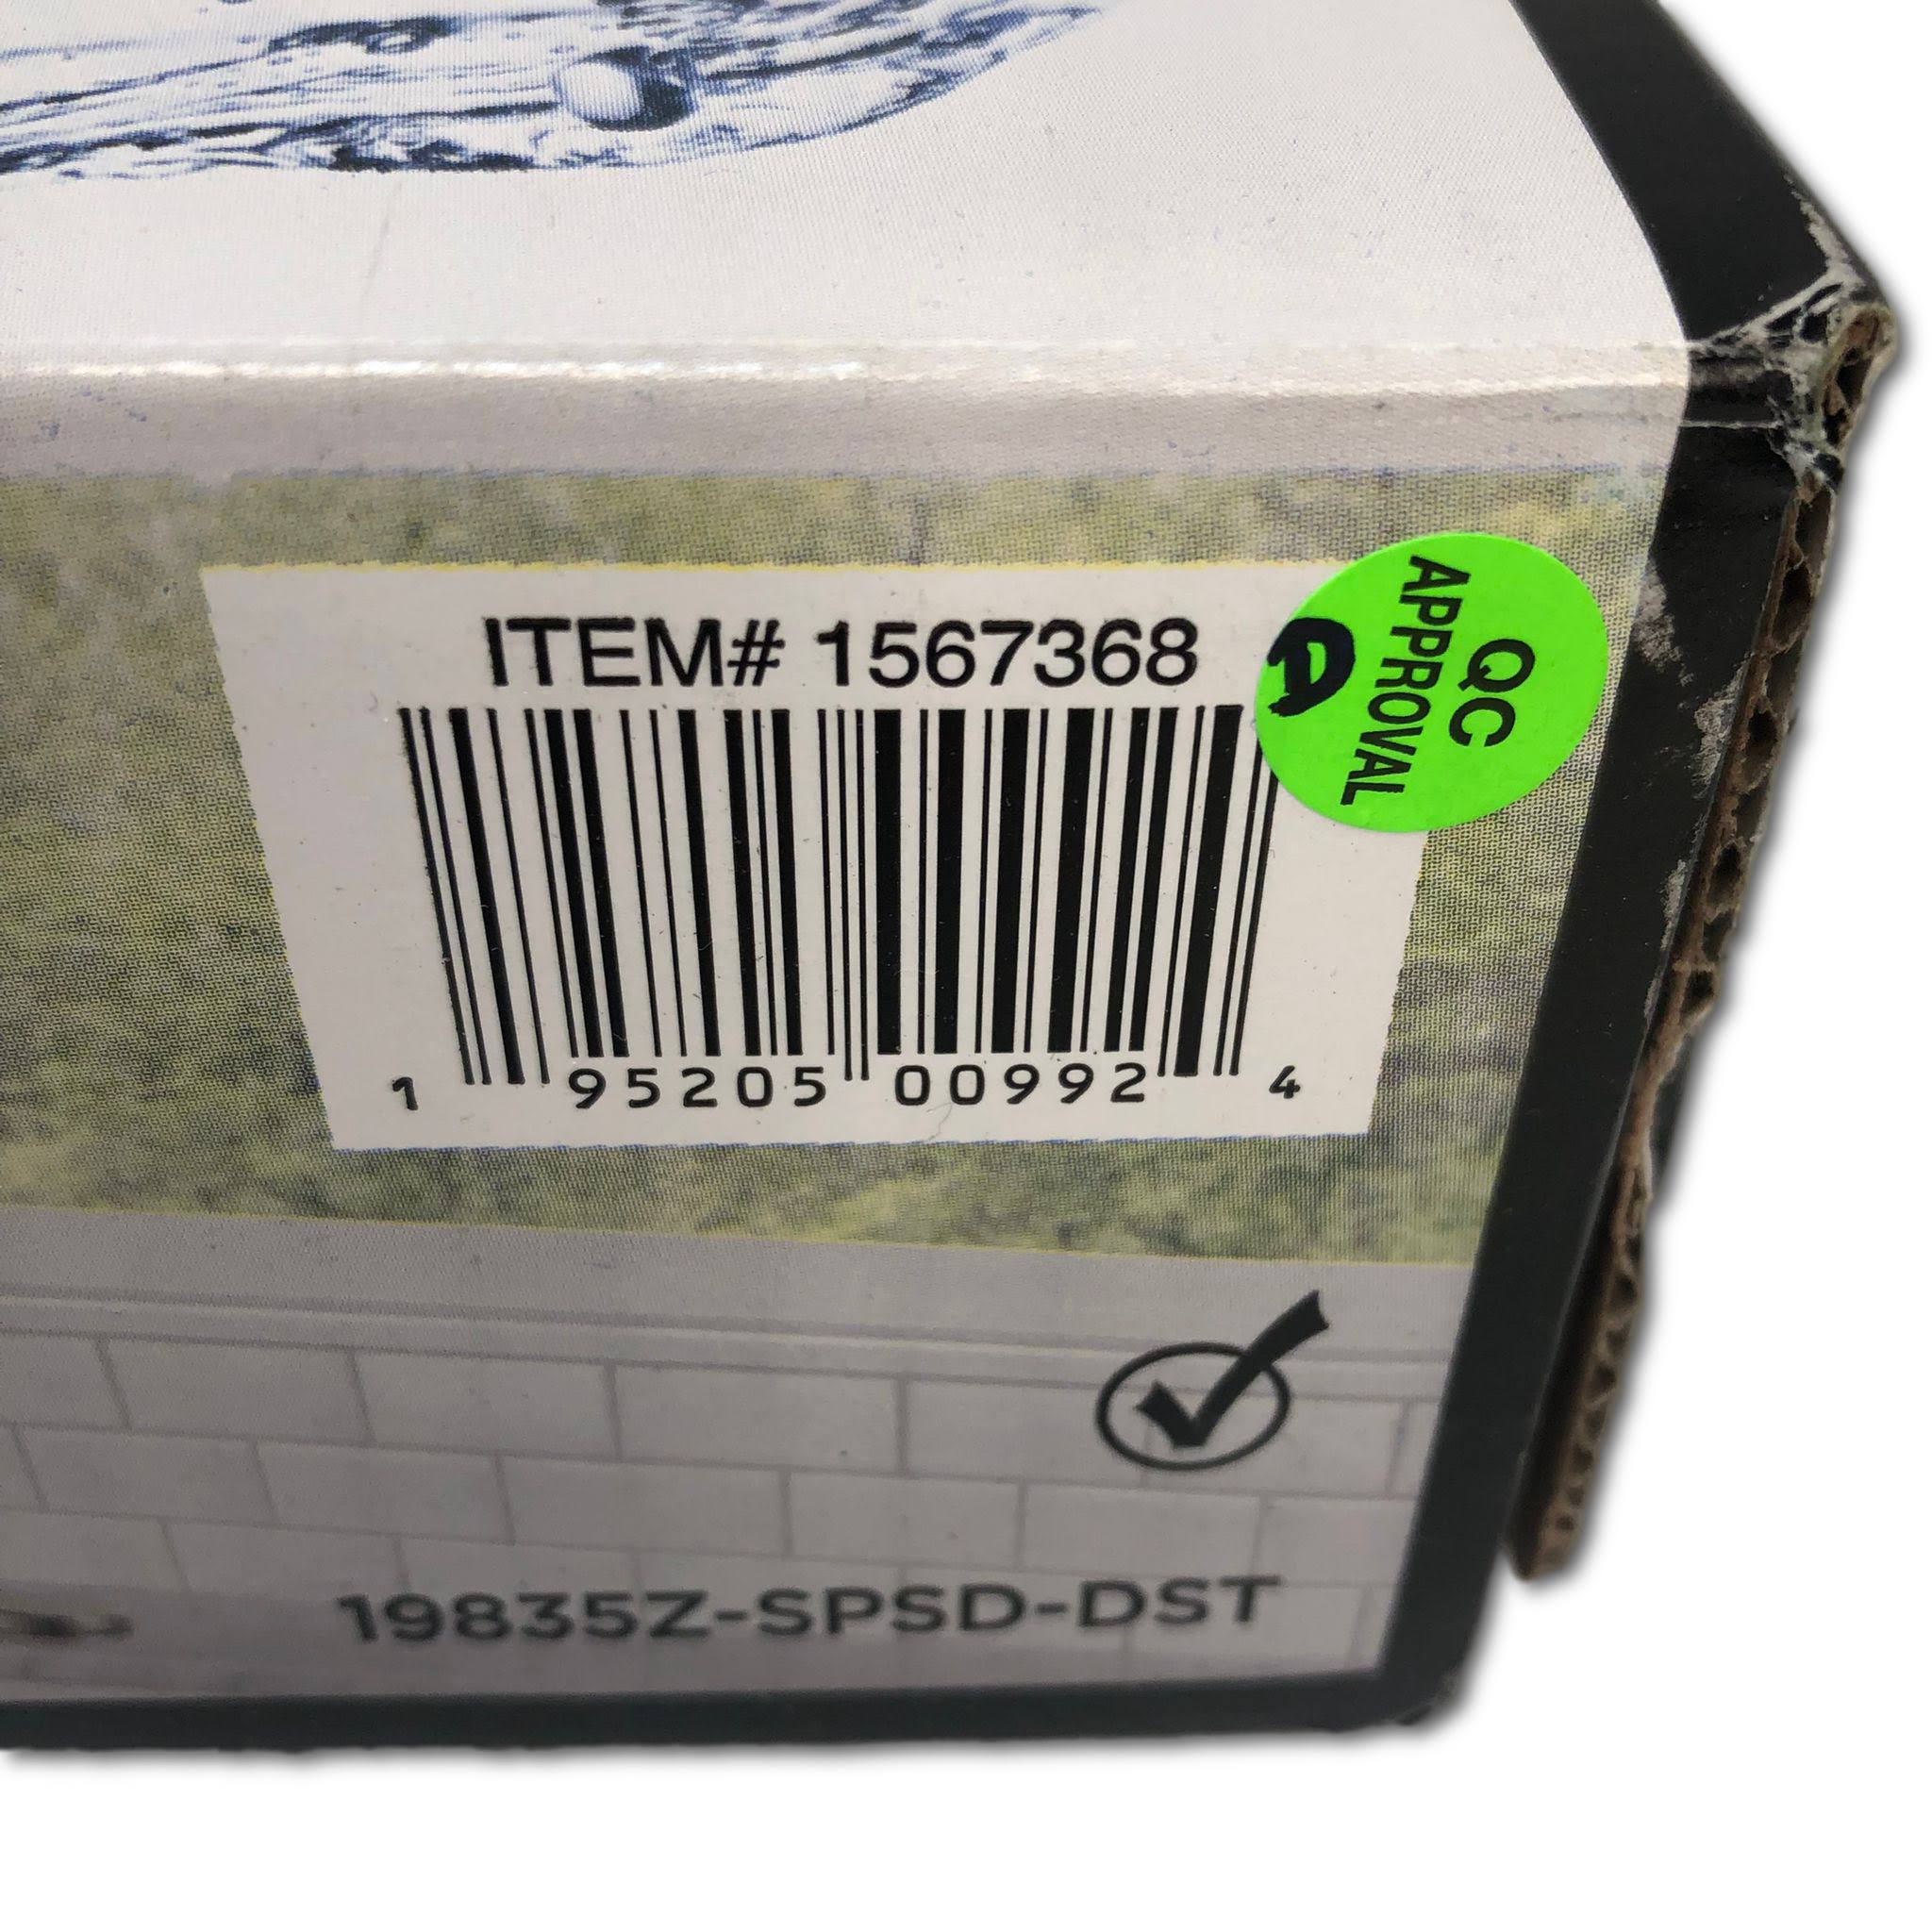 ITEM# 1567368
QC
APPROVAL
1 95205 00992 4
19835Z-SPSD-DST